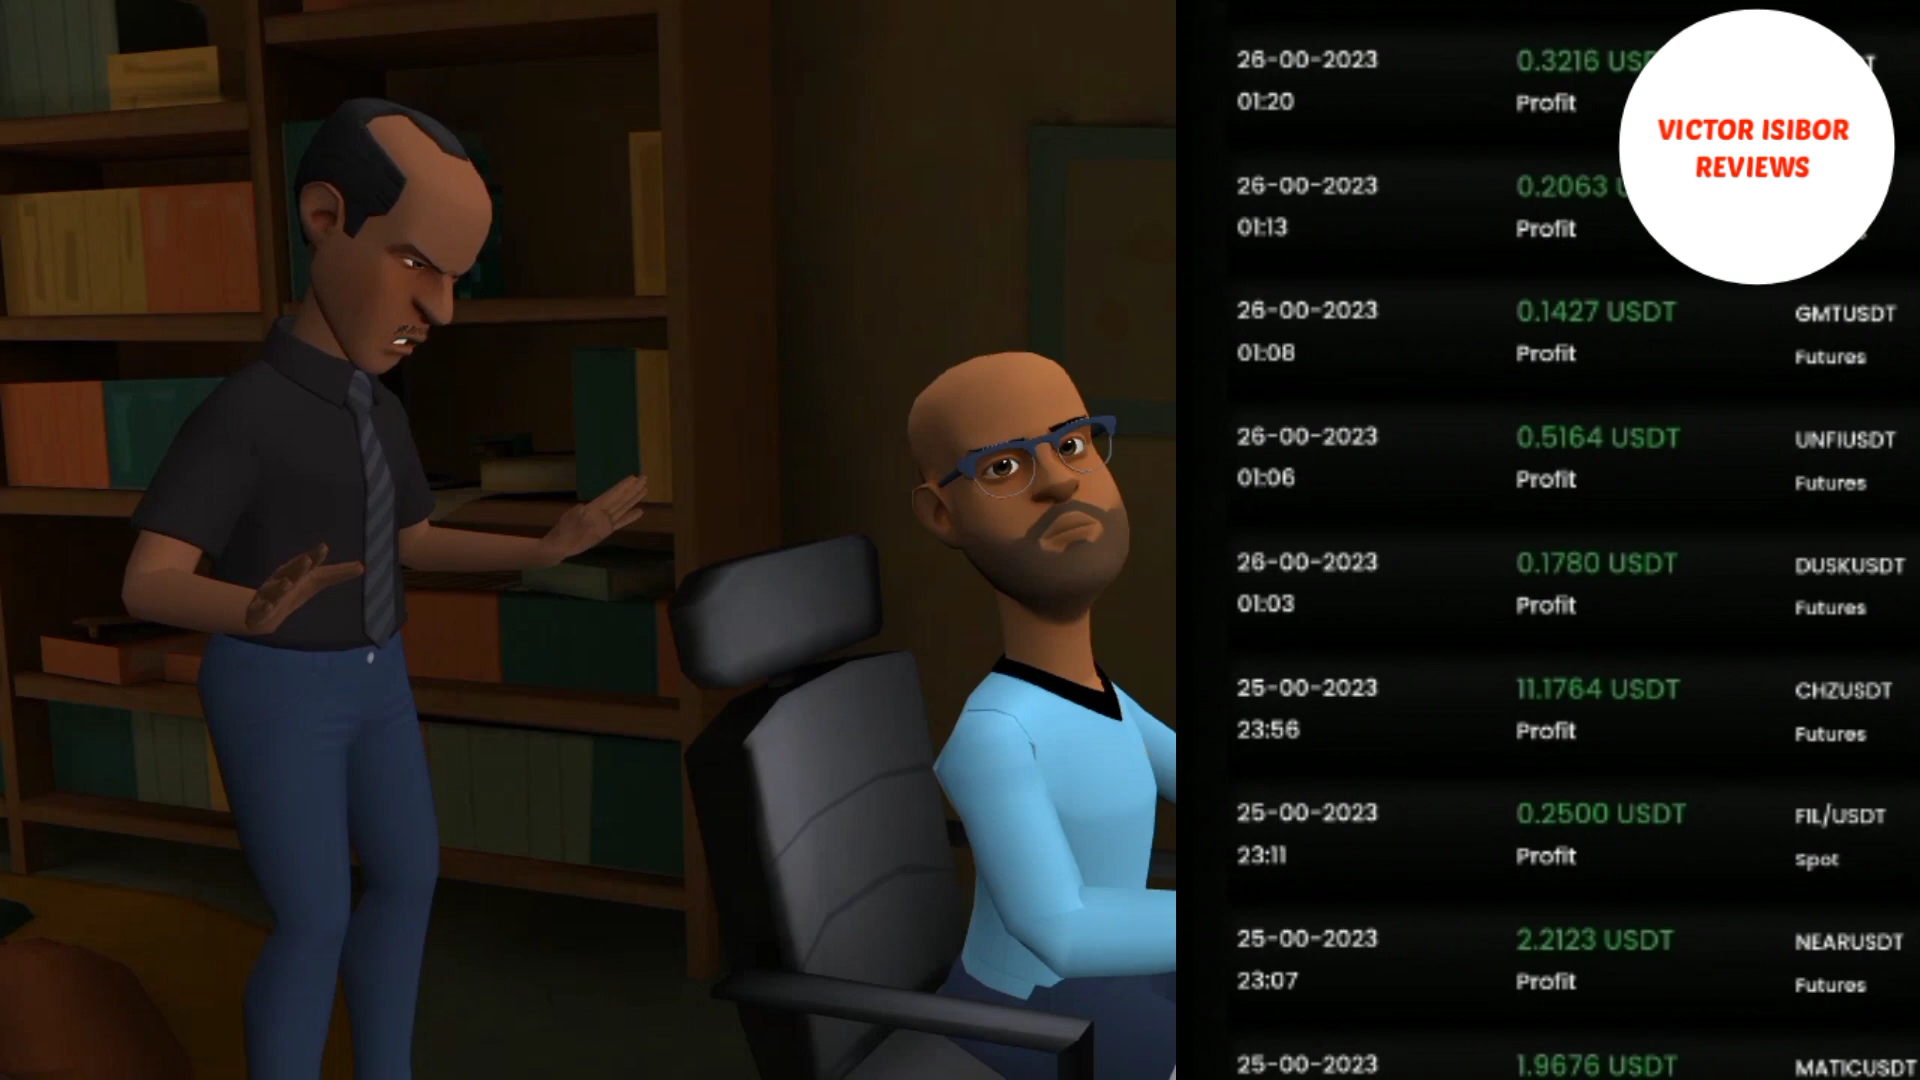 VICTOR ISIBOR
REVIEWS
26-00-2023 0.3216 USD
01:20 Profit
26-00-2023 0.2063
01:13 Profit
26-00-2023 0.1427 USDT GMTUSDT
01:08 Profit Futures
26-00-2023 0.5164 USDT UNFIUSDT
01:06 Profit Futures
26-00-2023 0.1780 USDT DUSKUSDT
01:03 Profit Futures
25-00-2023 11.1764 USDT CHZUSDT
23:56 Profit Futures
25-00-2023 0.2500 USDT FIL/USDT
23:11 Profit Spot
25-00-2023 2.2123 USDT NEARUSDT
23:07 Profit Futures
25-00-2023 1.9676 USDT MATICUSDT